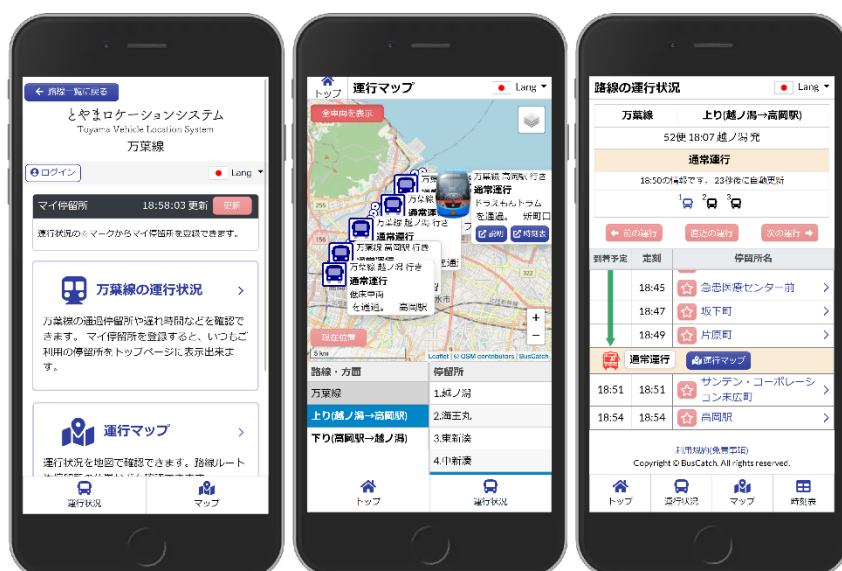 ← 路線一覧に戻る
とやまロケーションシステム
Toyama Vehicle Location System
万葉線
ログイン
Lang
マイ停留所 18:58:03 更新 更新
運行状況の☆マークからマイ停留所を登録できます。
万葉線の運行状況
万葉線の通過停留所や遅れ時間などを確認で
きます。 マイ停留所を登録すると、いつもご
利用の停留所をトップページに表示出来ま
す。
運行マップ
運行状況を地図で確認できます。路線ルート
運行状況 マップ
トップ 運行マップ Lang
全車両を表示
万葉線 高岡駅 行き
通常運行
ドラえもんトラム
を通過。 新町口
説明 時刻表
万葉線 越ノ潟 行き
通常運行
万葉線 高岡駅 行き
万葉線 越ノ潟 行き
通常運行
低床車両
を通過。 高岡駅
現在位置
+
−
5 km
Leaflet | © OSM contributors | BusCatch
路線・方面 停留所
万葉線 1.越ノ潟
上り(越ノ潟→高岡駅) 2.海王丸
下り(高岡駅→越ノ潟) 3.東新湊
4.中新湊
トップ 運行状況
路線の運行状況 Lang
万葉線 上り(越ノ潟→高岡駅)
52便 18:07 越ノ潟 発
通常運行
18:50の情報です。 23秒後に自動更新
1 2 3
← 前の運行 直近の運行 次の運行 →
到着予定 定刻 停留所名
18:45 急患医療センター前
18:47 坂下町
18:49 片原町
通常運行 運行マップ
18:51 18:51 サンテン・コーポレーシ
ョン末広町
18:54 18:54 高岡駅
利用規約(免責事項)
Copyright © BusCatch. All rights reserved.
トップ 運行状況 マップ 時刻表